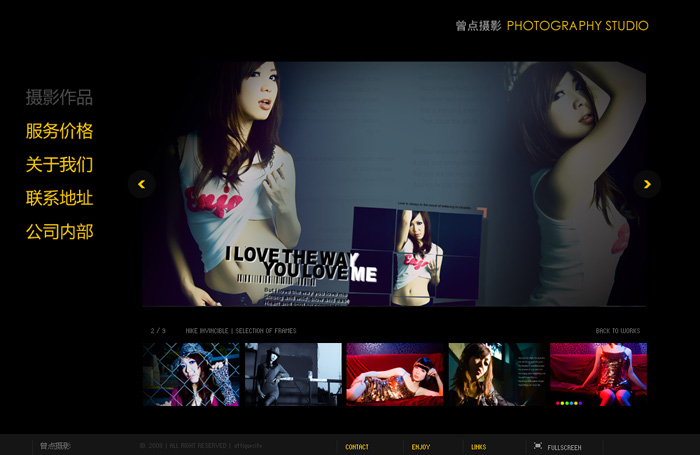 曾点摄影 PHOTOGRAPHY STUDIO
摄影作品
服务价格
关于我们
联系地址
公司内部
I LOVE THE WAY
YOU LOVE ME
2 / 9 NIKE INVINCIBLE | SELECTION OF FRAMES
BACK TO WORKS
曾点摄影
© 2008 | ALL RIGHT RESERVED |
CONTACT
ENJOY
LINKS
FULLSCREEN